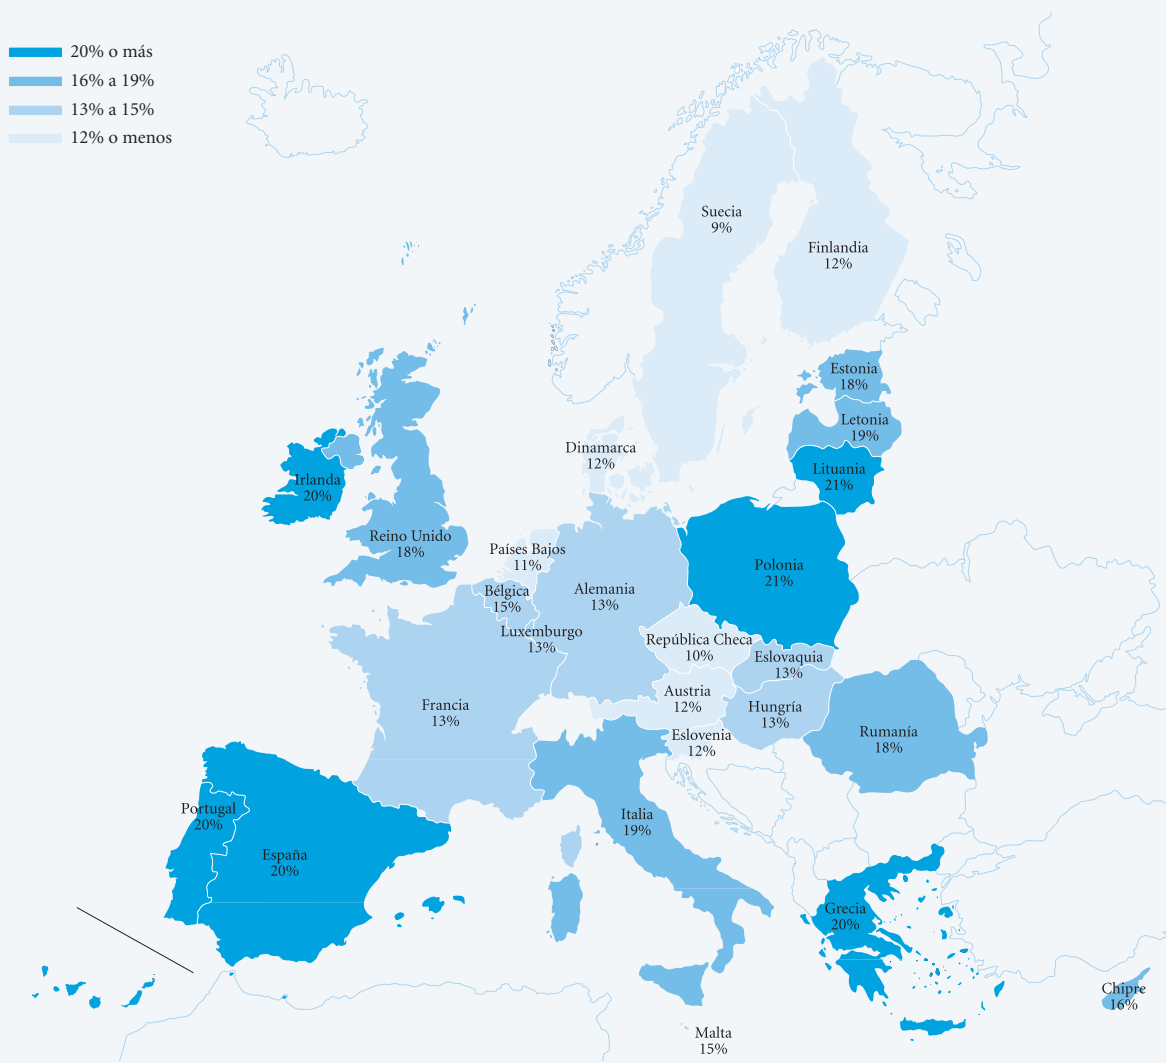 20% o más
16% a 19%
13% a 15%
12% o menos
Suecia
9%
Finlandia
12%
Estonia
18%
Letonia
19%
Dinamarca
12%
Lituania
21%
Irlanda
20%
Reino Unido
18%
Países Bajos
11%
Polonia
21%
Bélgica
15%
Alemania
13%
Luxemburgo
13%
República Checa
10%
Eslovaquia
13%
Austria
12%
Francia
13%
Hungría
13%
Eslovenia
12%
Rumanía
18%
Portugal
20%
Italia
19%
España
20%
Grecia
20%
Chipre
16%
Malta
15%